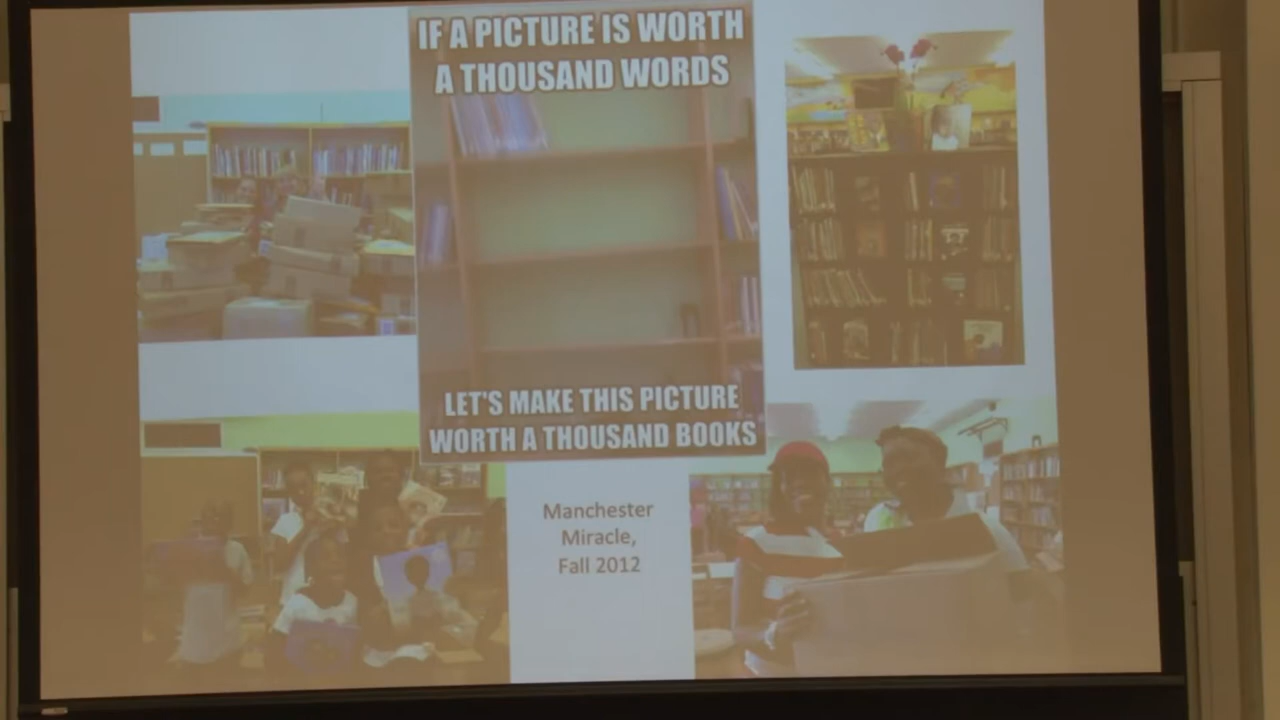 IF A PICTURE IS WORTH
A THOUSAND WORDS
LET'S MAKE THIS PICTURE
WORTH A THOUSAND BOOKS
Manchester
Miracle,
Fall 2012